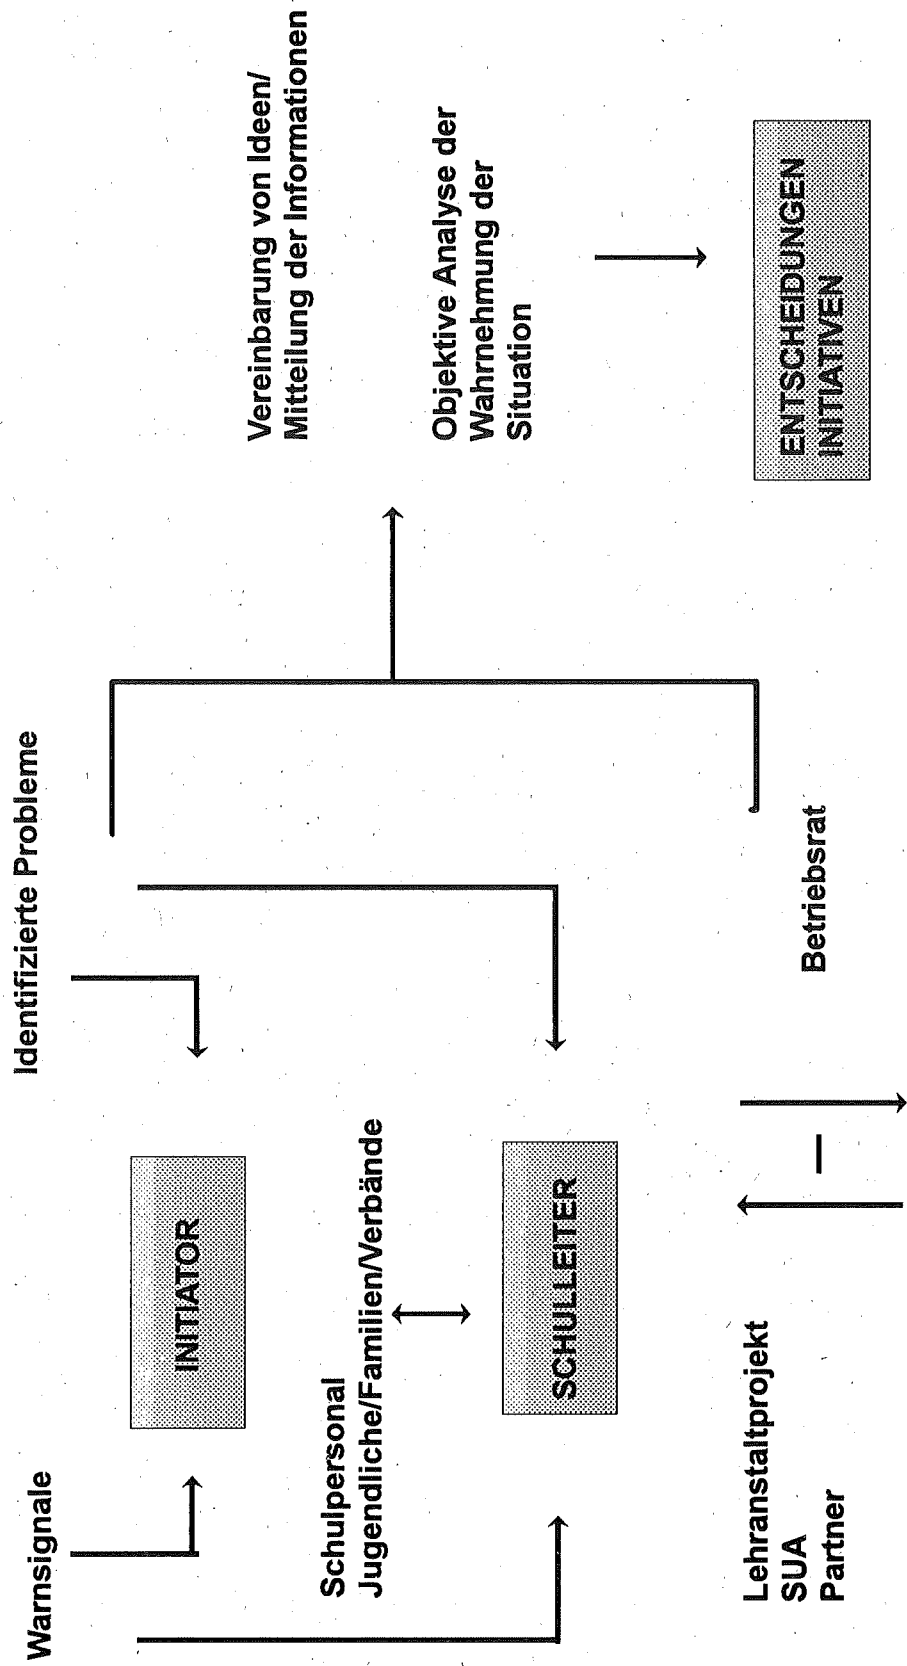 Warnsignale
Identifizierte Probleme
INITIATOR
Vereinbarung von Ideen/
Mitteilung der Informationen
Schulpersonal
Jugendliche/Familien/Verbände
Objektive Analyse der
Wahrnehmung der
Situation
SCHULLEITER
Lehranstaltprojekt
SUA
Partner
Betriebsrat
ENTSCHEIDUNGEN
INITIATIVEN